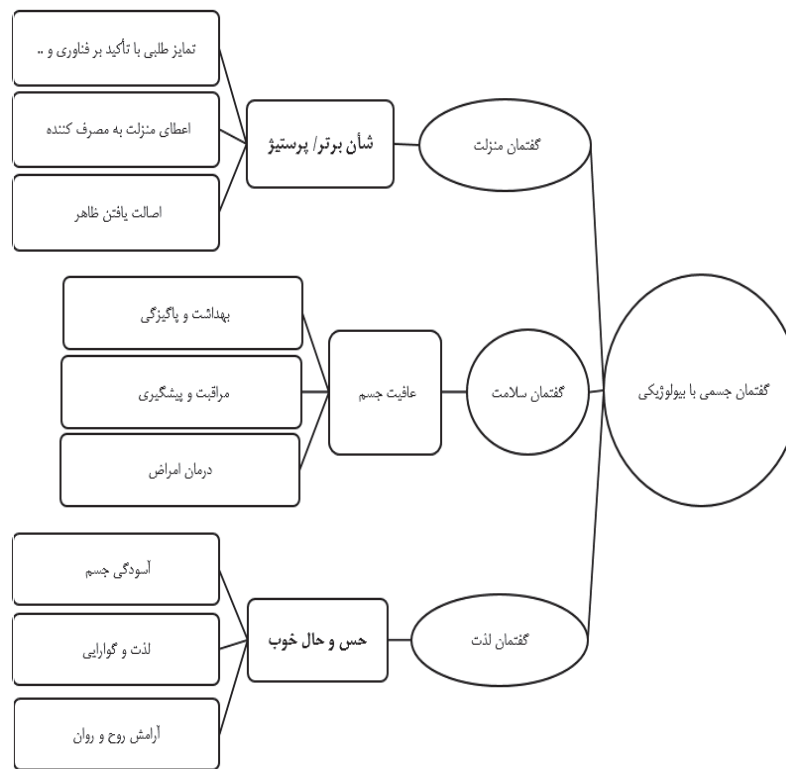 گفتمان جسمی با بیولوژیکی
گفتمان منزلت
شأن برتر/ پرستیژ
تمایز طلبی با تأکید بر فناوری و ..
اعطای منزلت به مصرف کننده
اصالت یافتن ظاهر
گفتمان سلامت
عافیت جسم
بهداشت و پاگیزگی
مراقبت و پیشگیری
درمان امراض
گفتمان لذت
حس و حال خوب
آسودگی جسم
لذت و گوارایی
آرامش روح و روان